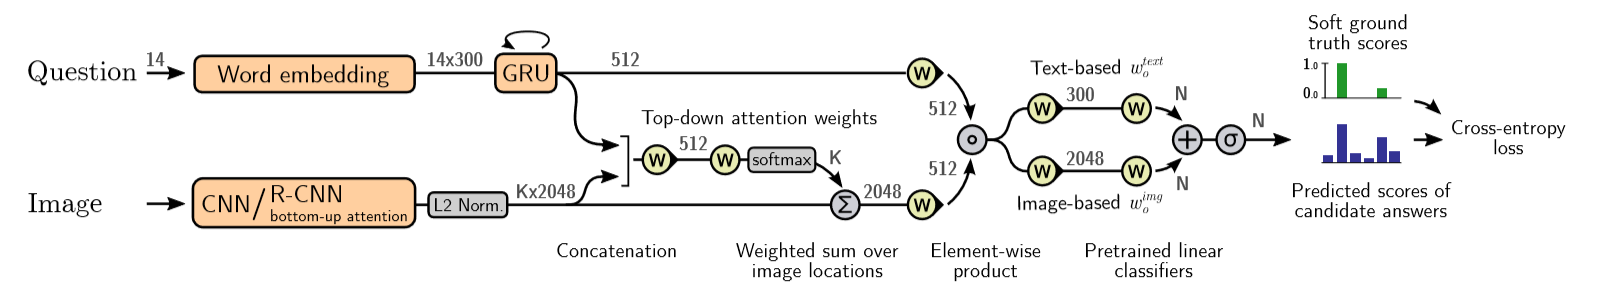 Question
14
Word embedding
14x300
GRU
512
W
Image
CNN/
R-CNN
bottom-up attention
L2 Norm.
Kx2048
Top-down attention weights
W
512
W
softmax
K
Σ
2048
W
512
512
∘
Text-based w_o^text
W
300
W
N
W
2048
W
N
Image-based w_o^img
+
σ
N
Soft ground
truth scores
1.0
0.0
Predicted scores of
candidate answers
Cross-entropy
loss
Concatenation
Weighted sum over
image locations
Element-wise
product
Pretrained linear
classifiers